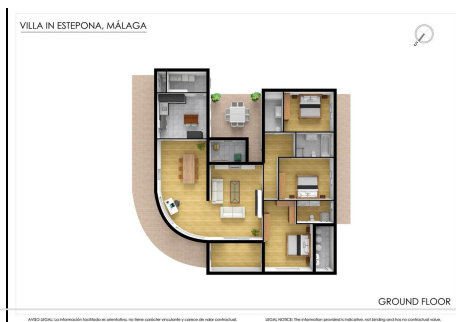 VILLA IN ESTEPONA, MÁLAGA
GROUND FLOOR
AVISO LEGAL: La información facilitada es orientativa, no tiene carácter vinculante y carece de valor contractual.
LEGAL NOTICE: The information provided is indicative, not binding and has no contractual value.